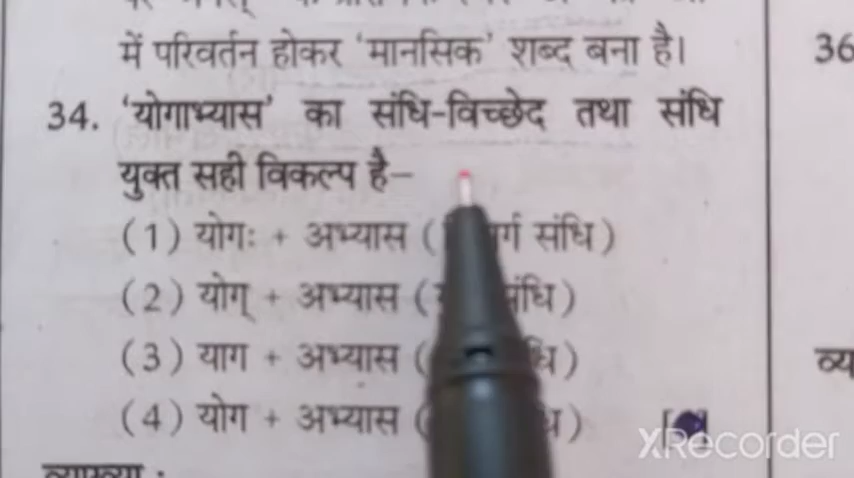 में परिवर्तन होकर 'मानसिक' शब्द बना है।
36
34. 'योगाभ्यास' का संधि-विच्छेद तथा संधि
युक्त सही विकल्प है–
(1) योगः + अभ्यास ( र्ग संधि)
(2) योग् + अभ्यास ( संधि)
(3) याग + अभ्यास (
(4) योग + अभ्यास (
व्य
व्याख्या :
XRecorder